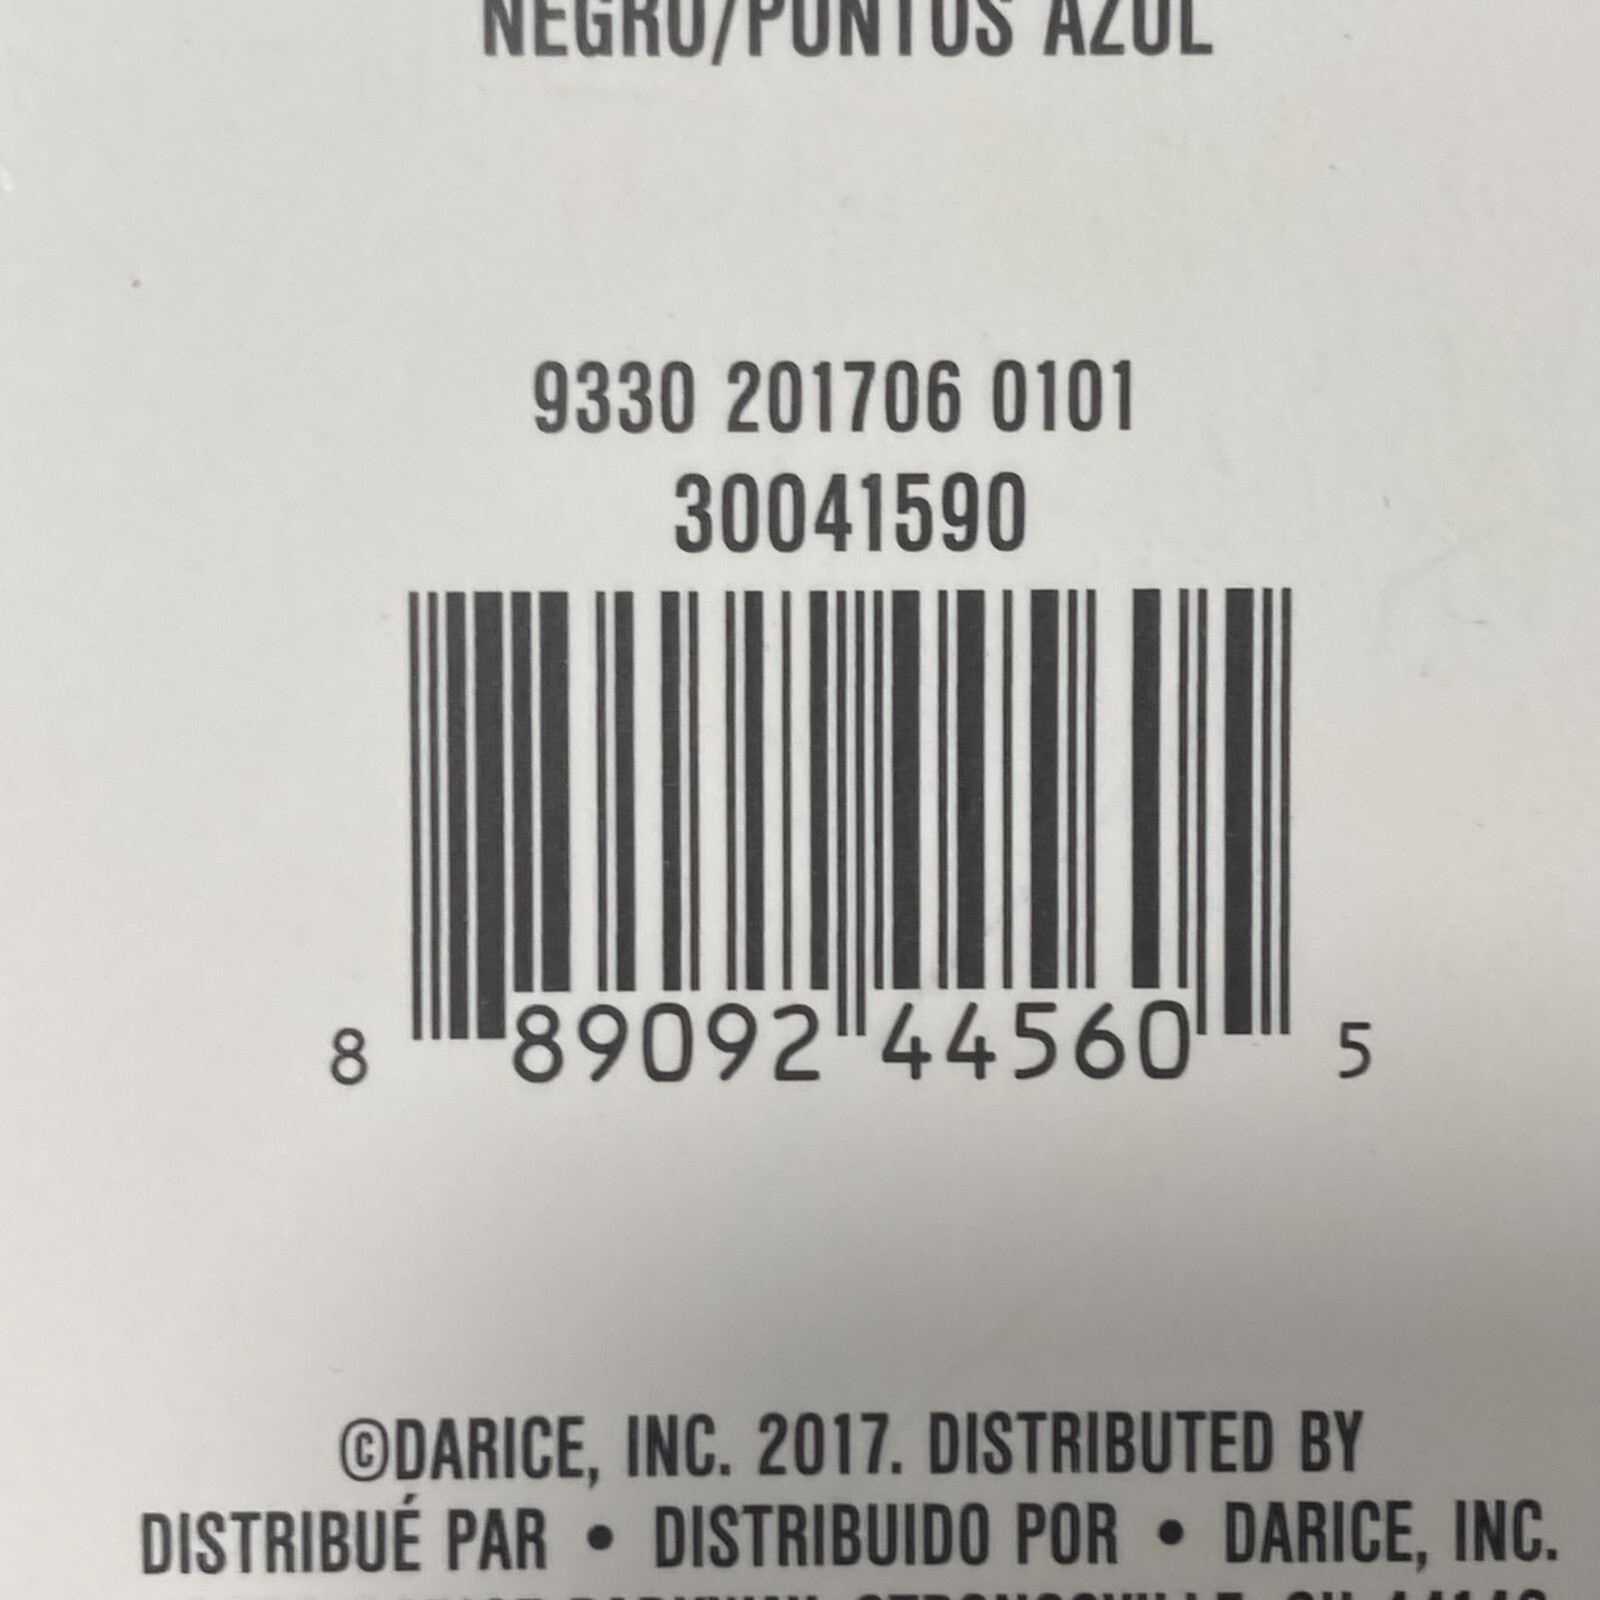 NEGRO/PUNTOS AZUL
9330 201706 0101
30041590
8 89092 44560 5
©DARICE, INC. 2017. DISTRIBUTED BY
DISTRIBUÉ PAR • DISTRIBUIDO POR • DARICE, INC.